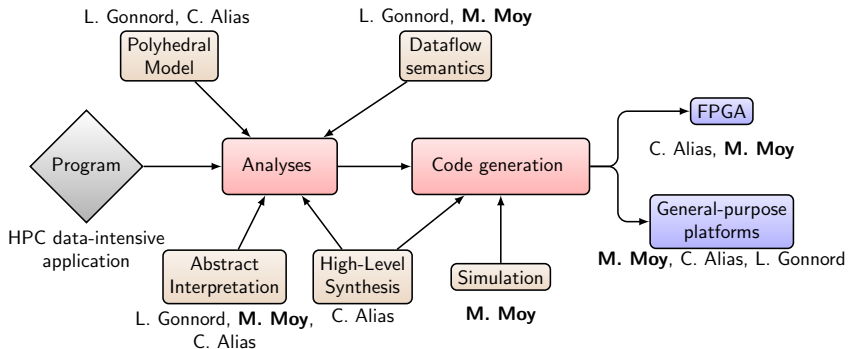 L. Gonnord, C. Alias
Polyhedral
Model
L. Gonnord, M. Moy
Dataflow
semantics
Program
HPC data-intensive
application
Analyses
Code generation
FPGA
C. Alias, M. Moy
General-purpose
platforms
M. Moy, C. Alias, L. Gonnord
Abstract
Interpretation
L. Gonnord, M. Moy,
C. Alias
High-Level
Synthesis
C. Alias
Simulation
M. Moy